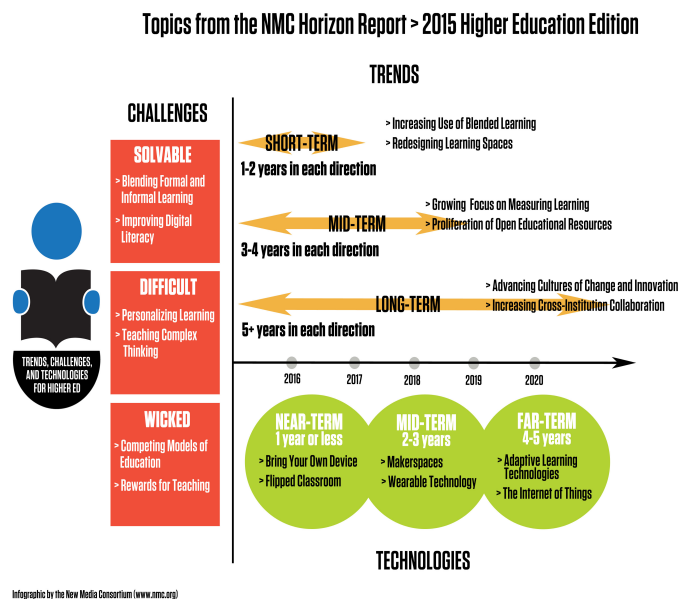 Topics from the NMC Horizon Report > 2015 Higher Education Edition
TRENDS
CHALLENGES
SOLVABLE
> Blending Formal and
Informal Learning
> Improving Digital
Literacy
DIFFICULT
> Personalizing Learning
> Teaching Complex
Thinking
WICKED
> Competing Models of
Education
> Rewards for Teaching
TRENDS, CHALLENGES,
AND TECHNOLOGIES
FOR HIGHER ED
SHORT-TERM
1-2 years in each direction
> Increasing Use of Blended Learning
> Redesigning Learning Spaces
MID-TERM
3-4 years in each direction
> Growing Focus on Measuring Learning
> Proliferation of Open Educational Resources
LONG-TERM
5+ years in each direction
> Advancing Cultures of Change and Innovation
> Increasing Cross-Institution Collaboration
2016
2017
2018
2019
2020
NEAR-TERM
1 year or less
> Bring Your Own Device
> Flipped Classroom
MID-TERM
2-3 years
> Makerspaces
> Wearable Technology
FAR-TERM
4-5 years
> Adaptive Learning
Technologies
> The Internet of Things
TECHNOLOGIES
Infographic by the New Media Consortium (www.nmc.org)